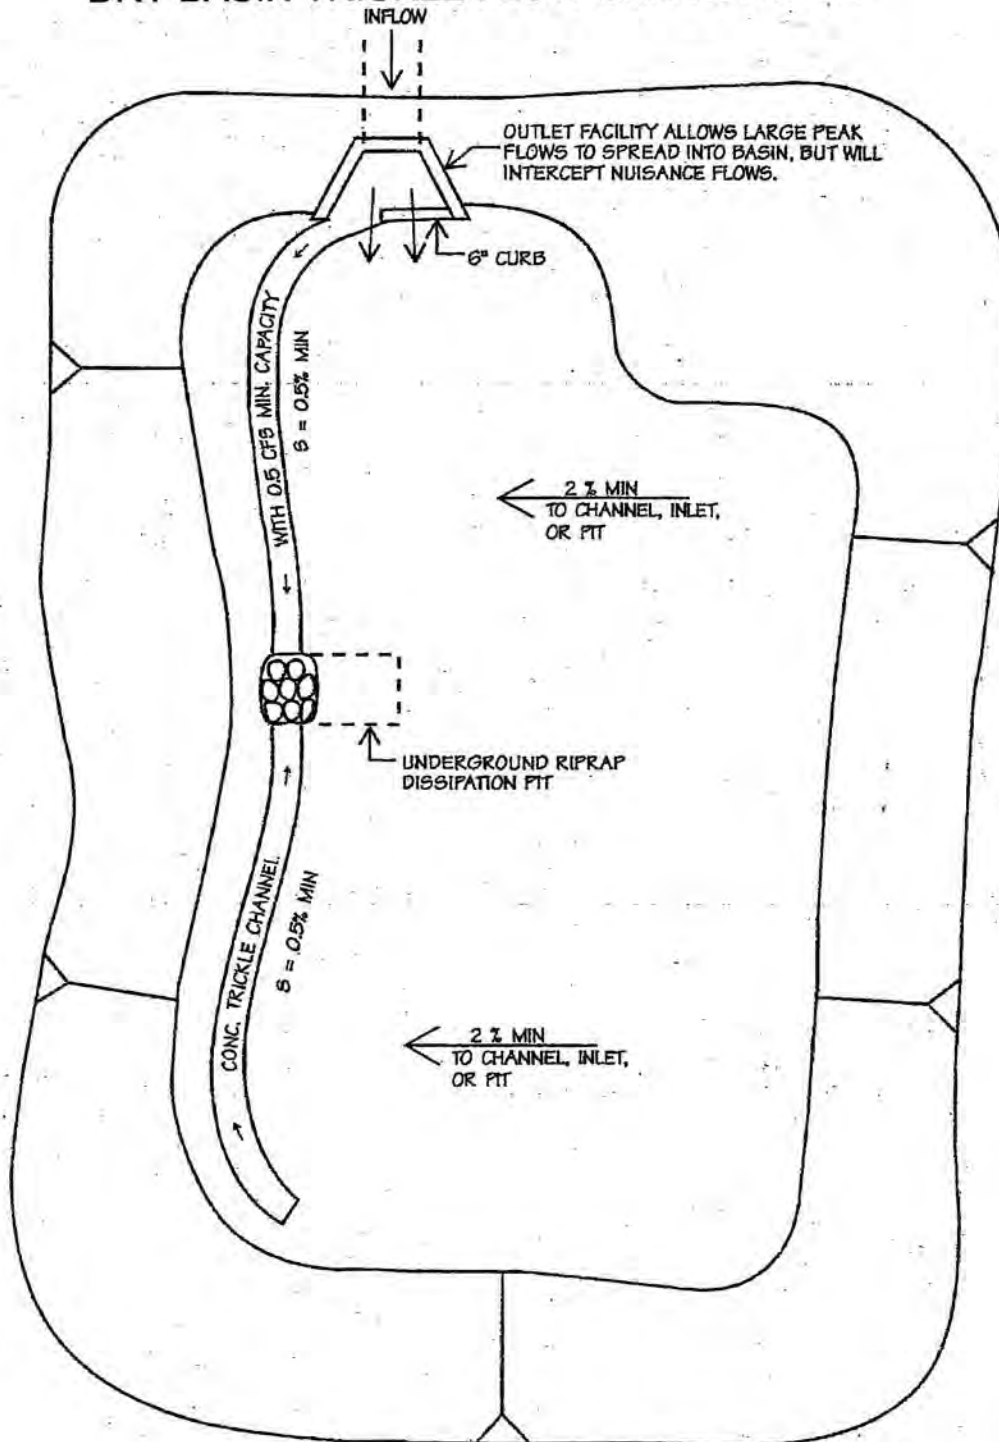 INFLOW
OUTLET FACILITY ALLOWS LARGE PEAK
FLOWS TO SPREAD INTO BASIN, BUT WILL
INTERCEPT NUISANCE FLOWS.
6" CURB
WITH 0.5 CFS MIN. CAPACITY
S = 0.5% MIN
2 % MIN
TO CHANNEL, INLET,
OR PIT
UNDERGROUND RIPRAP
DISSIPATION PIT
CONC. TRICKLE CHANNEL
S = .0.5% MIN
2 % MIN
TO CHANNEL, INLET,
OR PIT